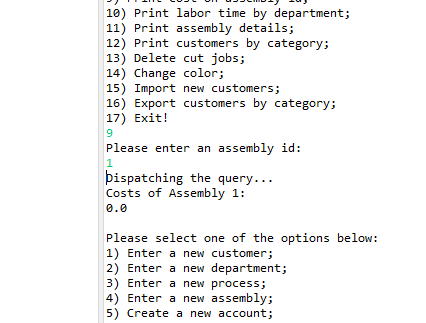 10) Print labor time by department;
11) Print assembly details;
12) Print customers by category;
13) Delete cut jobs;
14) Change color;
15) Import new customers;
16) Export customers by category;
17) Exit!
9
Please enter an assembly id:
1
Dispatching the query...
Costs of Assembly 1:
0.0
Please select one of the options below:
1) Enter a new customer;
2) Enter a new department;
3) Enter a new process;
4) Enter a new assembly;
5) Create a new account;